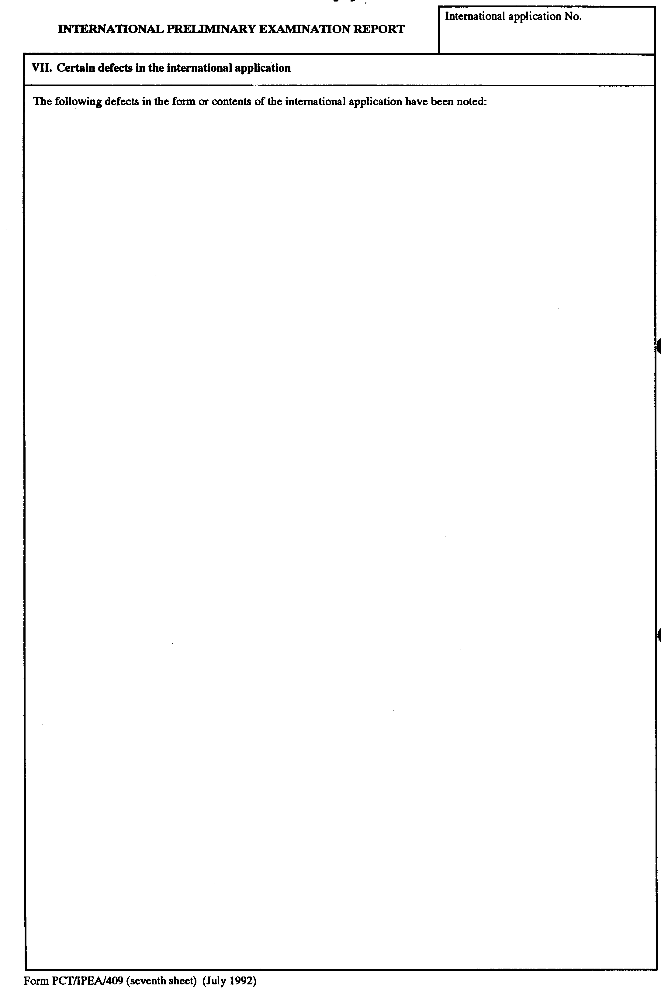 INTERNATIONAL PRELIMINARY EXAMINATION REPORT
International application No.
VII. Certain defects in the international application
The following defects in the form or contents of the international application have been noted:
Form PCT/IPEA/409 (seventh sheet) (July 1992)